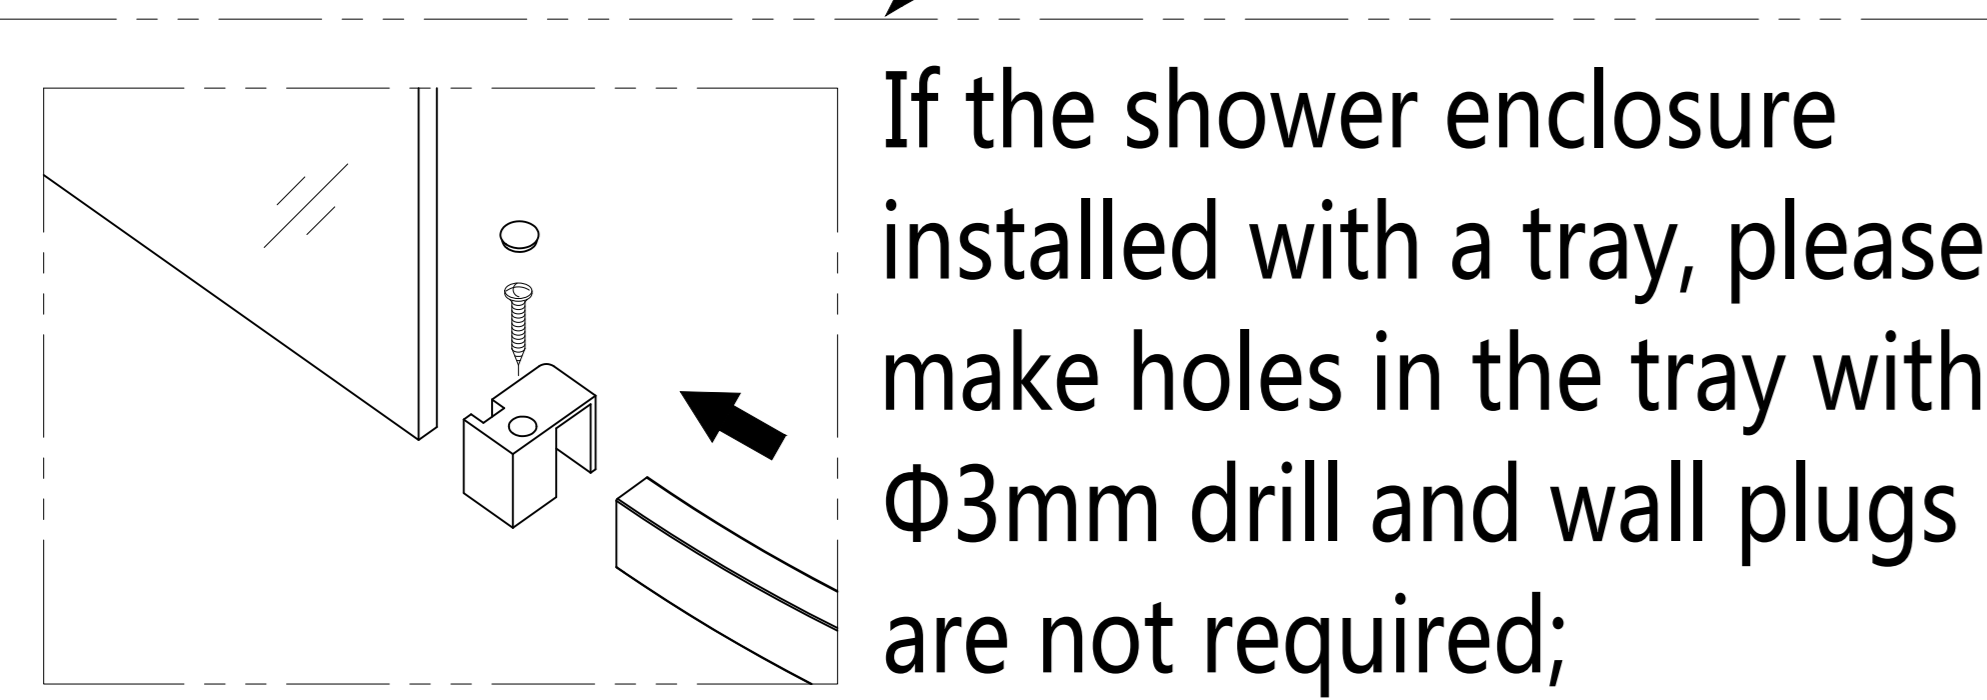 If the shower enclosure
installed with a tray, please
make holes in the tray with
Φ3mm drill and wall plugs
are not required;